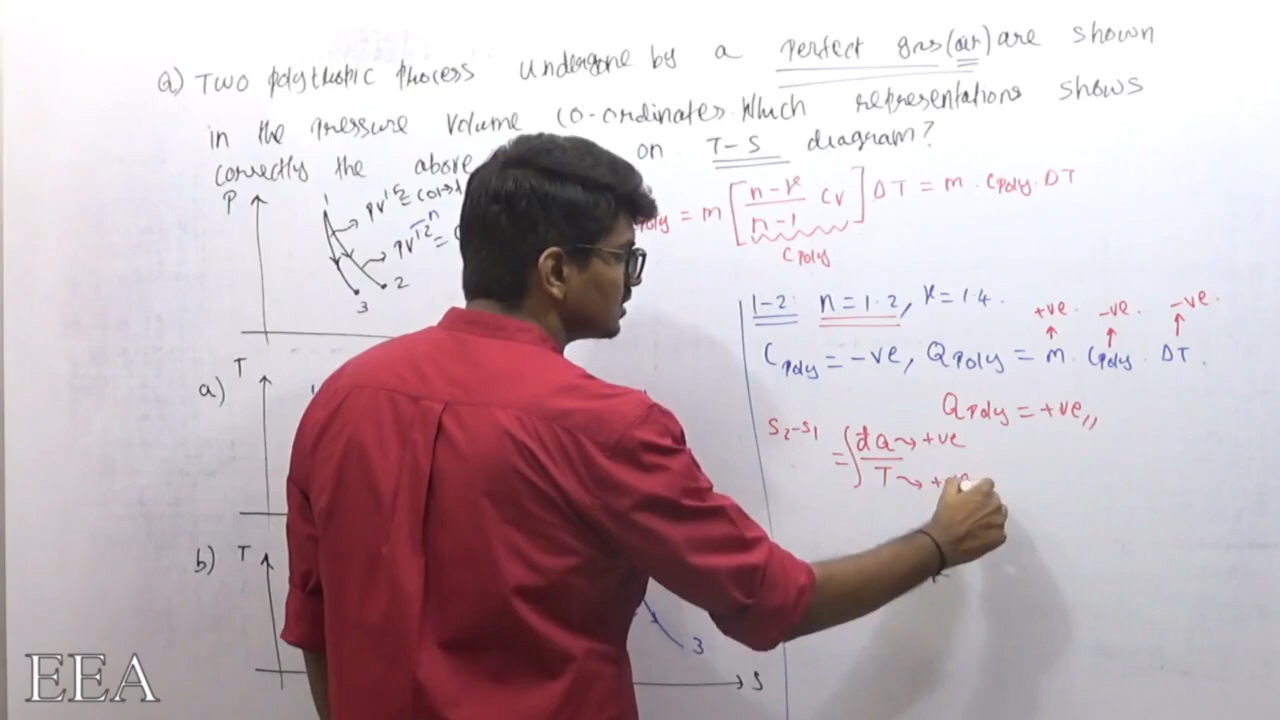 Q) Two polytropic process undergone by a perfect gas (air) are shown
in the pressure volume co-ordinates. Which representations shows
correctly the above on T-S diagram?
P
1
PV^1.5 = const
PV^1.2 =
n
2
3
poly = m [n-γ/n-1 Cv] ΔT = m. Cpoly. ΔT
Cpoly
1-2: n=1.2, γ=1.4.
+ve. -ve. -ve.
Cpoly = -ve, Qpoly = m. Cpoly. ΔT.
Qpoly = +ve,,
S2-S1
= ∫ dQ → +ve
T →
a) T
b) T
3
S
EEA